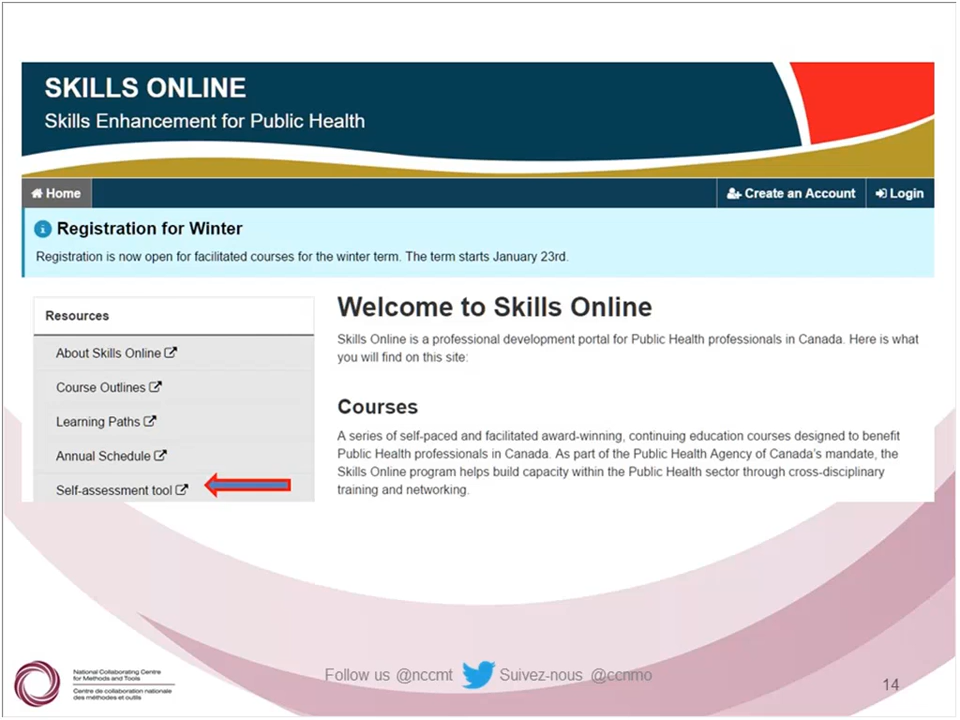 SKILLS ONLINE
Skills Enhancement for Public Health
Home
Create an Account
Login
Registration for Winter
Registration is now open for facilitated courses for the winter term. The term starts January 23rd.
Resources
About Skills Online
Course Outlines
Learning Paths
Annual Schedule
Self-assessment tool
Welcome to Skills Online
Skills Online is a professional development portal for Public Health professionals in Canada. Here is what
you will find on this site:
Courses
A series of self-paced and facilitated award-winning, continuing education courses designed to benefit
Public Health professionals in Canada. As part of the Public Health Agency of Canada's mandate, the
Skills Online program helps build capacity within the Public Health sector through cross-disciplinary
training and networking.
National Collaborating Centre
for Methods and Tools
Centre de collaboration nationale
des méthodes et outils
Follow us @nccmt
Suivez-nous @ccnmo
14